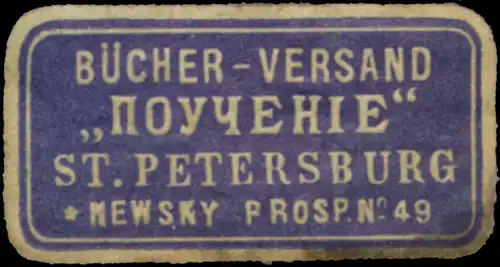 BÜCHER-VERSAND
„ПОУЧЕНІЕ“
ST. PETERSBURG
* NEWSKY PROSP. No 49